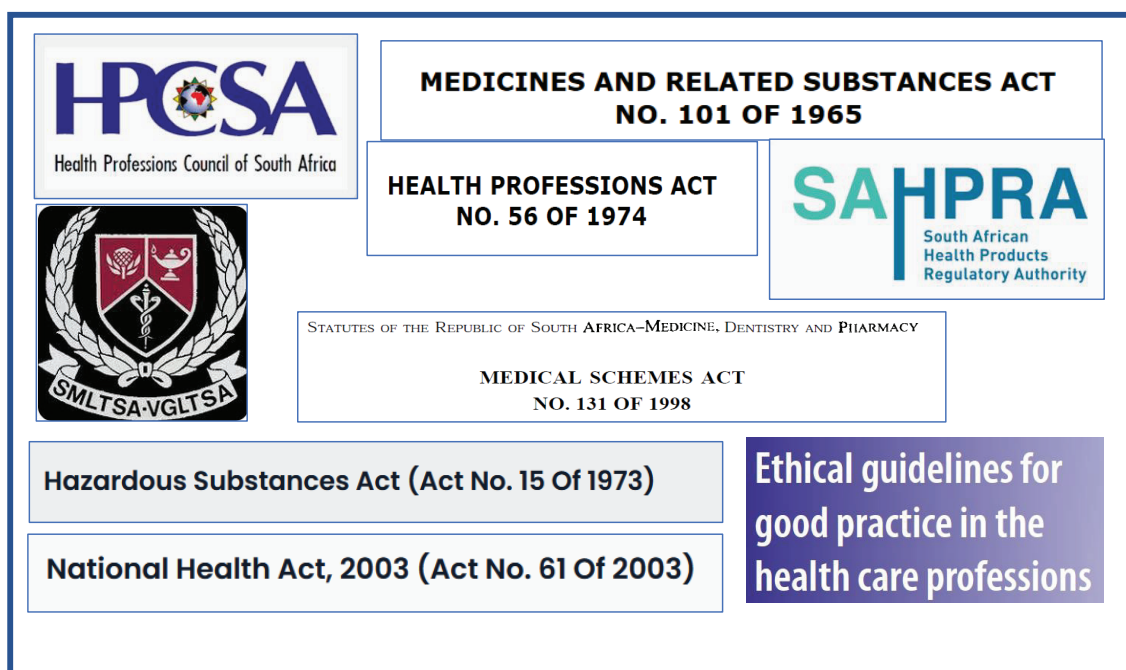 HPCSA
Health Professions Council of South Africa
MEDICINES AND RELATED SUBSTANCES ACT
NO. 101 OF 1965
HEALTH PROFESSIONS ACT
NO. 56 OF 1974
SAHPRA
South African
Health Products
Regulatory Authority
SMLTSA·VGLTSA
STATUTES OF THE REPUBLIC OF SOUTH AFRICA–MEDICINE, DENTISTRY AND PHARMACY
MEDICAL SCHEMES ACT
NO. 131 OF 1998
Hazardous Substances Act (Act No. 15 Of 1973)
National Health Act, 2003 (Act No. 61 Of 2003)
Ethical guidelines for
good practice in the
health care professions